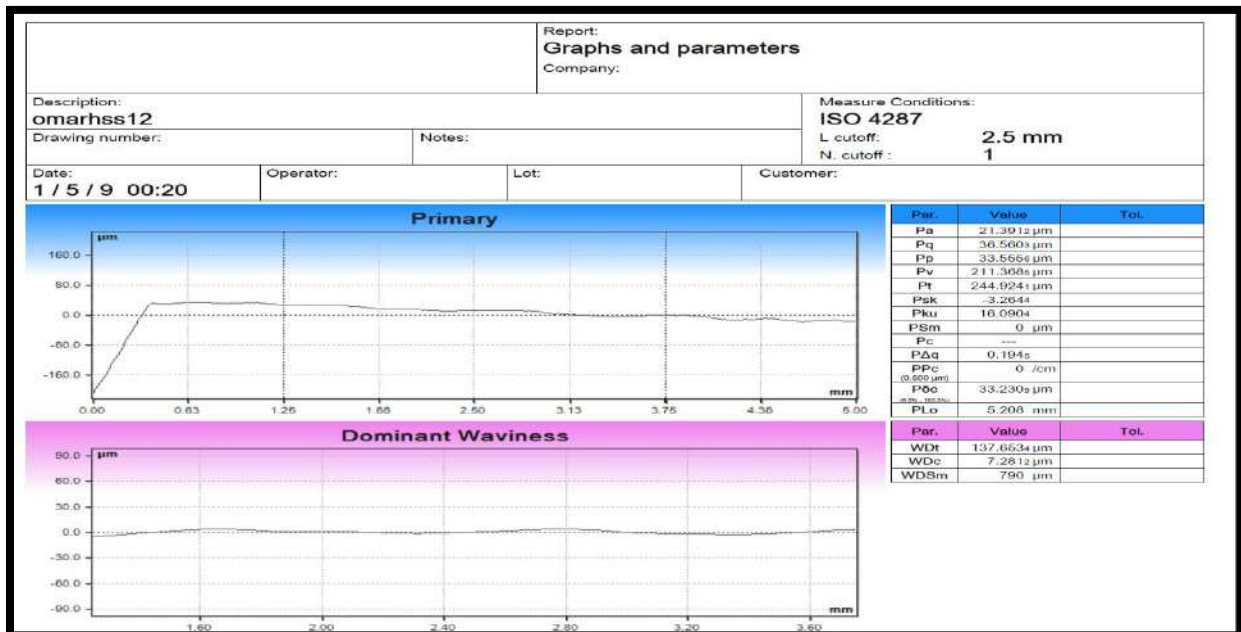 Report:
Graphs and parameters
Company:
Description:
omarhss12
Measure Conditions:
ISO 4287
Drawing number:
Notes:
L cutoff: 2.5 mm
N. cutoff : 1
Date:
1 / 5 / 9 00:20
Operator:
Lot:
Customer:
Primary
µm
160.0
80.0
0.0
-80.0
-160.0
mm
0.00 0.63 1.25 1.88 2.50 3.13 3.75 4.38 5.00
Par. Value Tol.
Pa 21.3912 µm
Pq 36.5605 µm
Pp 33.5556 µm
Pv 211.3685 µm
Pt 244.9241 µm
Psk -3.2644
Pku 16.0904
PSm 0 µm
Pc ---
PΔq 0.1945
PPc 0 /cm
(0.500 µm)
Pδc 33.2305 µm
PLo 5.208 mm
Dominant Waviness
µm
90.0
60.0
30.0
0.0
-30.0
-60.0
-90.0
mm
1.60 2.00 2.40 2.80 3.20 3.60
Par. Value Tol.
WDt 137.6534 µm
WDc 7.2812 µm
WDSm 790 µm